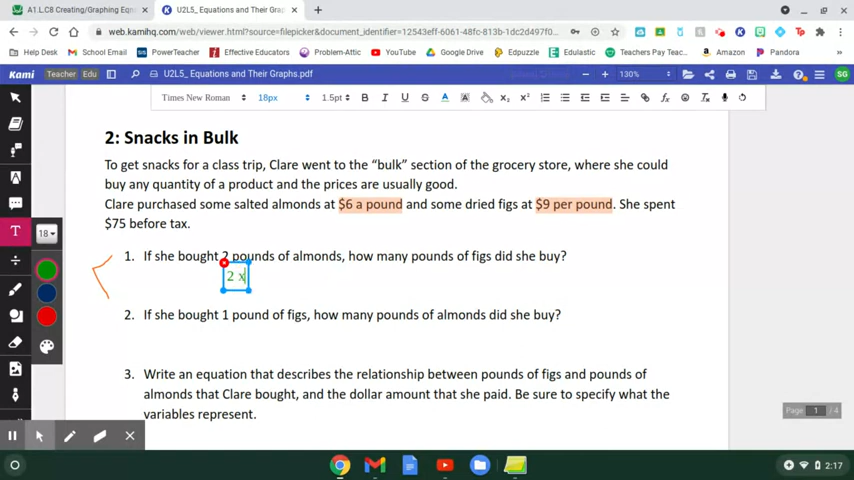 A1.L.C8 Creating/Graphing Equ
U2L5_ Equations and Their Grap
web.kamihq.com/web/viewer.html?source=filepicker&document_identifier=12543eff-6061-48fc-813b-1dc2d497f0...
Help Desk School Email SIS PowerTeacher Effective Educators Problem-Attic YouTube Google Drive Edpuzzle Edulastic Teachers Pay Teac... Amazon Pandora
Kami Teacher Edu U2L5_ Equations and Their Graphs.pdf 130% SG
Times New Roman 18px 1.5pt B I U S A A
2: Snacks in Bulk
To get snacks for a class trip, Clare went to the “bulk” section of the grocery store, where she could
buy any quantity of a product and the prices are usually good.
Clare purchased some salted almonds at $6 a pound and some dried figs at $9 per pound. She spent
$75 before tax.
18
1. If she bought 2 pounds of almonds, how many pounds of figs did she buy?
2 x
2. If she bought 1 pound of figs, how many pounds of almonds did she buy?
3. Write an equation that describes the relationship between pounds of figs and pounds of
almonds that Clare bought, and the dollar amount that she paid. Be sure to specify what the
variables represent.
Page 1 / 4
2:17